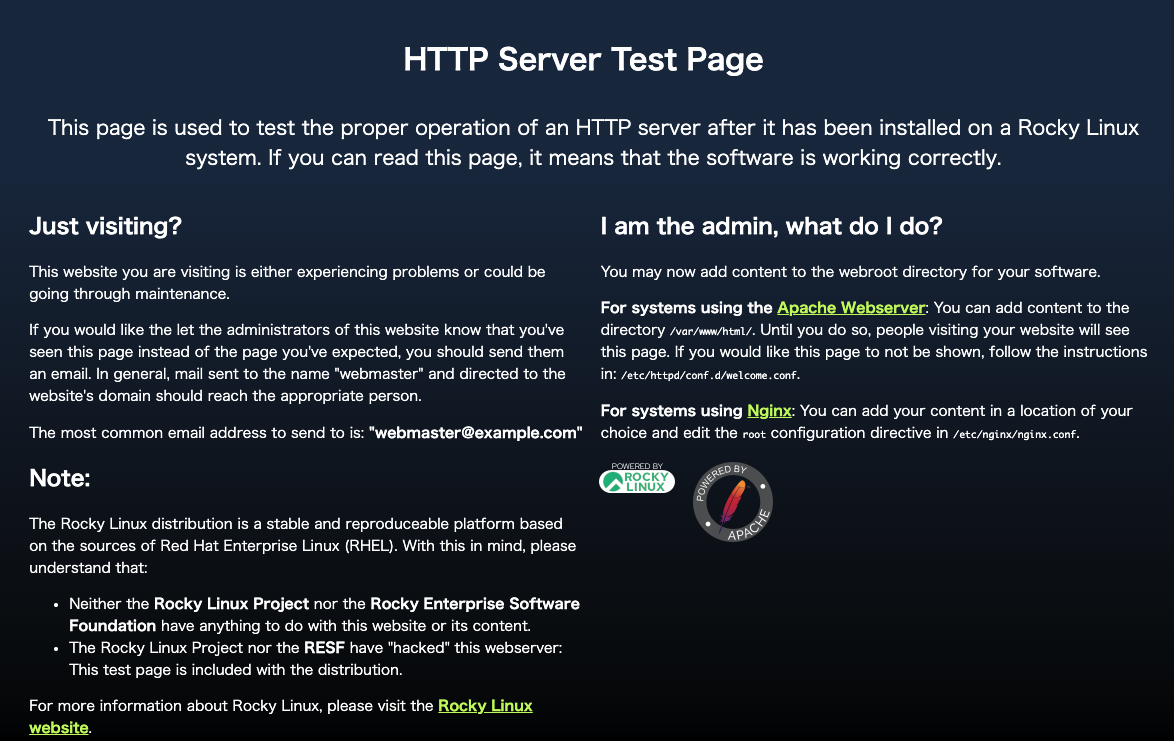 HTTP Server Test Page
This page is used to test the proper operation of an HTTP server after it has been installed on a Rocky Linux
system. If you can read this page, it means that the software is working correctly.
Just visiting?
This website you are visiting is either experiencing problems or could be
going through maintenance.
If you would like the let the administrators of this website know that you've
seen this page instead of the page you've expected, you should send them
an email. In general, mail sent to the name "webmaster" and directed to the
website's domain should reach the appropriate person.
The most common email address to send to is: "webmaster@example.com"
Note:
The Rocky Linux distribution is a stable and reproduceable platform based
on the sources of Red Hat Enterprise Linux (RHEL). With this in mind, please
understand that:
• Neither the Rocky Linux Project nor the Rocky Enterprise Software
Foundation have anything to do with this website or its content.
• The Rocky Linux Project nor the RESF have "hacked" this webserver:
This test page is included with the distribution.
For more information about Rocky Linux, please visit the Rocky Linux
website.
I am the admin, what do I do?
You may now add content to the webroot directory for your software.
For systems using the Apache Webserver: You can add content to the
directory /var/www/html/. Until you do so, people visiting your website will see
this page. If you would like this page to not be shown, follow the instructions
in: /etc/httpd/conf.d/welcome.conf.
For systems using Nginx: You can add your content in a location of your
choice and edit the root configuration directive in /etc/nginx/nginx.conf.
POWERED BY
ROCKY
LINUX
POWERED BY
APACHE